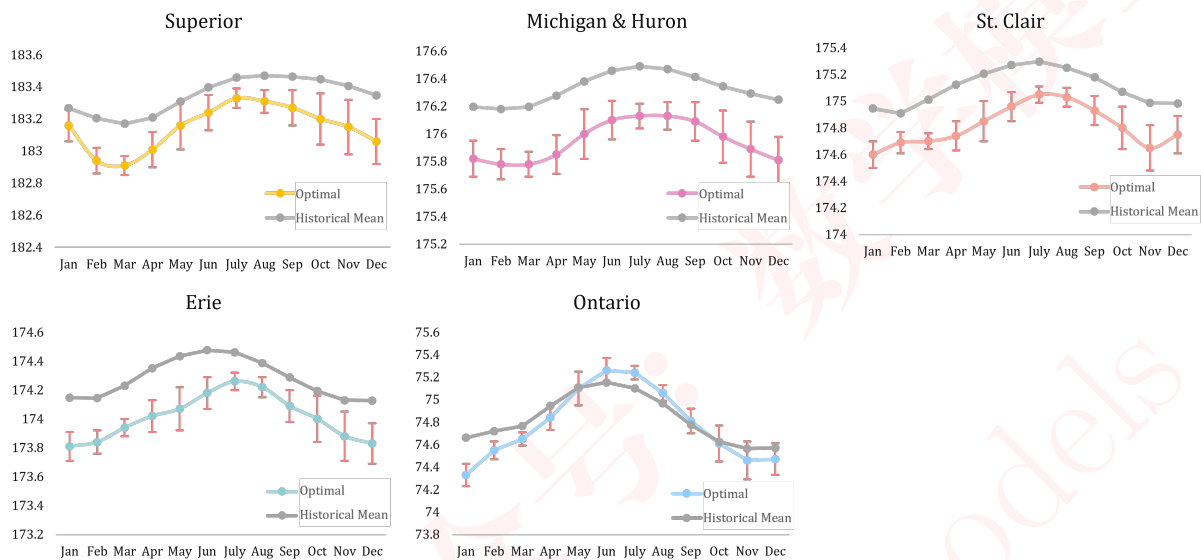 Superior
183.6
183.4
183.2
183
182.8
182.6
182.4
Jan Feb Mar Apr May Jun July Aug Sep Oct Nov Dec
Optimal
Historical Mean
Michigan & Huron
176.6
176.4
176.2
176
175.8
175.6
175.4
175.2
Jan Feb Mar Apr May Jun July Aug Sep Oct Nov Dec
Optimal
Historical Mean
St. Clair
175.4
175.2
175
174.8
174.6
174.4
174.2
174
Jan Feb Mar Apr May Jun July Aug Sep Oct Nov Dec
Optimal
Historical Mean
Erie
174.6
174.4
174.2
174
173.8
173.6
173.4
173.2
Jan Feb Mar Apr May Jun July Aug Sep Oct Nov Dec
Optimal
Historical Mean
Ontario
75.6
75.4
75.2
75
74.8
74.6
74.4
74.2
74
73.8
Jan Feb Mar Apr May Jun July Aug Sep Oct Nov Dec
Optimal
Historical Mean
数学模
众号:
odels